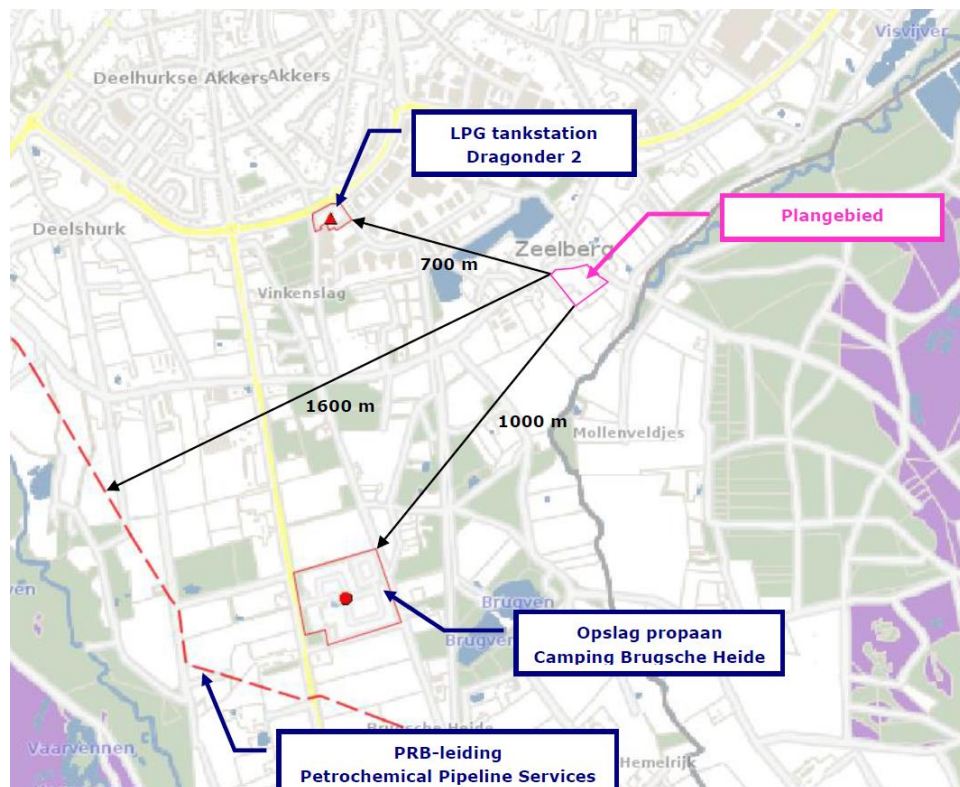 Visvijver
Deelhurkse Akkers Akkers
LPG tankstation
Dragonder 2
Deelshurk
Plangebied
Zeelberg
700 m
Vinkenslag
1600 m
1000 m
Mollenveldjes
Brugven
Brugven
Opslag propaan
Camping Brugsche Heide
Brugsche Heide
Vaarvennen
PRB-leiding
Petrochemical Pipeline Services
Hemelrijk